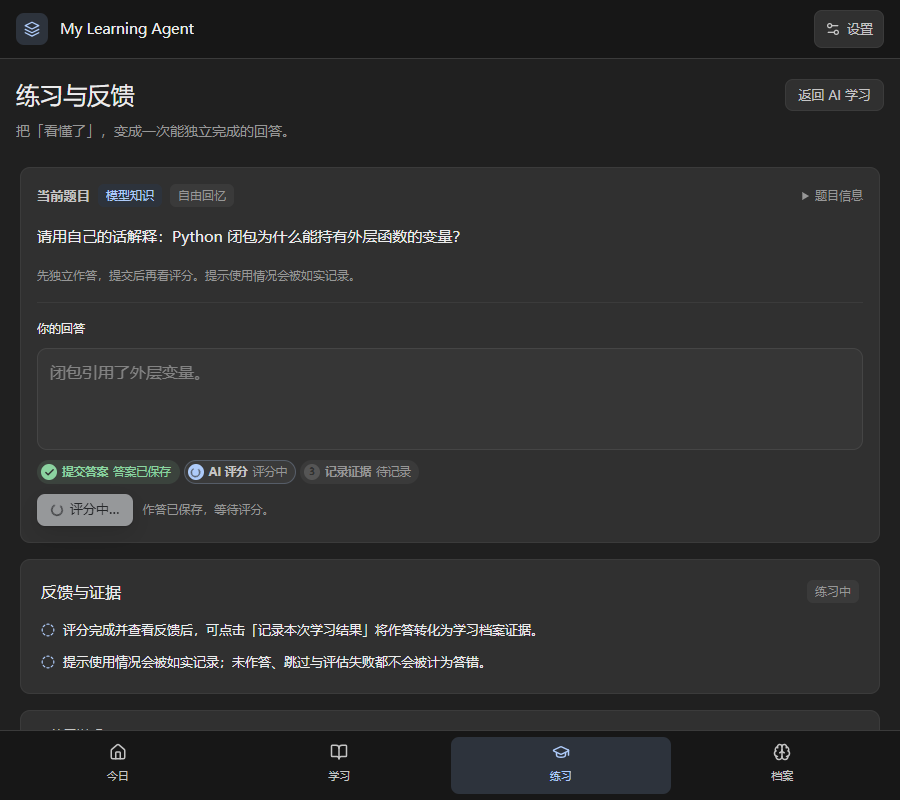 My Learning Agent
设置
练习与反馈
返回 AI 学习
把「看懂了」，变成一次能独立完成的回答。
当前题目 模型知识 自由回忆
题目信息
请用自己的话解释：Python 闭包为什么能持有外层函数的变量？
先独立作答，提交后再看评分。提示使用情况会被如实记录。
你的回答
闭包引用了外层变量。
提交答案 答案已保存 AI 评分 评分中 3 记录证据 待记录
评分中... 作答已保存，等待评分。
反馈与证据
练习中
评分完成并查看反馈后，可点击「记录本次学习结果」将作答转化为学习档案证据。
提示使用情况会被如实记录；未作答、跳过与评估失败都不会被计为答错。
今日
学习
练习
档案